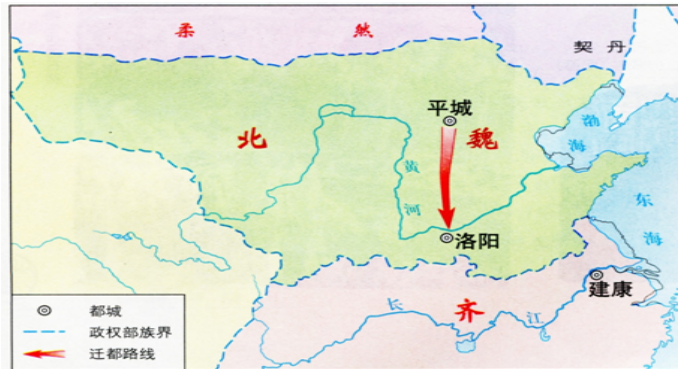 柔 然
契丹
平城
渤海
北 魏
黄河
东海
洛阳
建康
齐
长江
都城
政权部族界
迁都路线